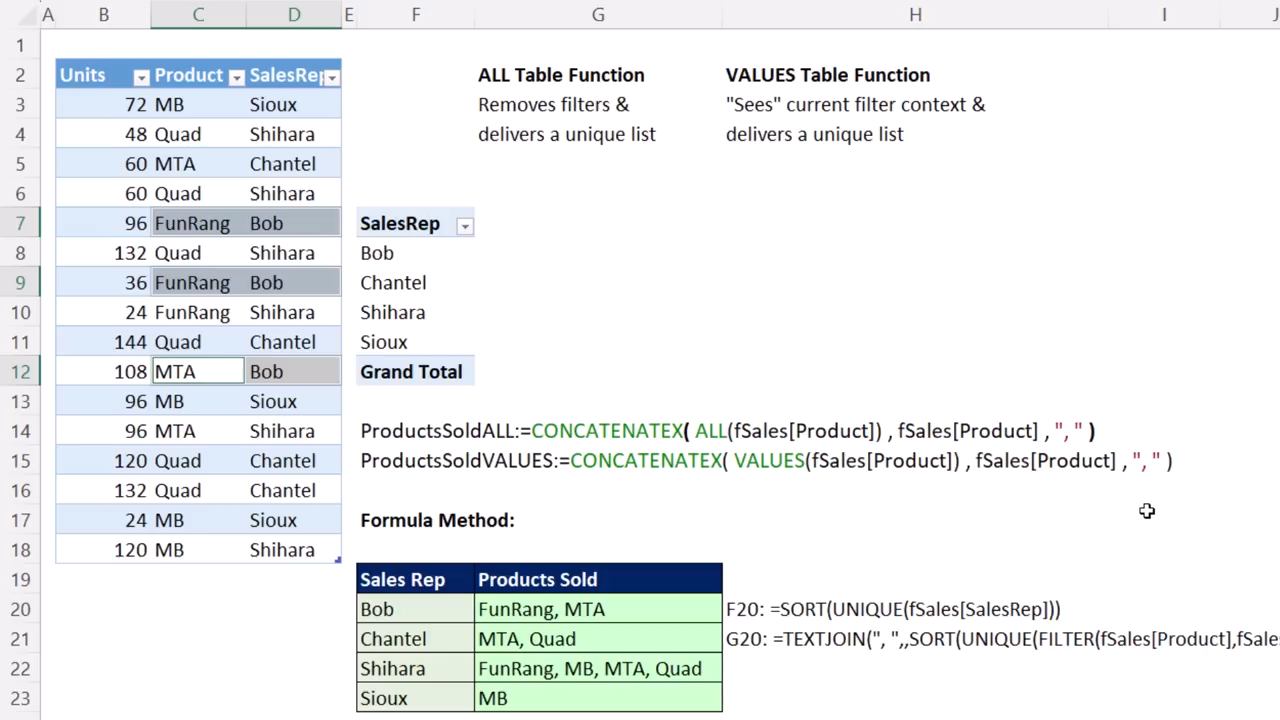 A B C D E F G H I J
1
2 Units Product SalesRep ALL Table Function VALUES Table Function
3 72 MB Sioux Removes filters & "Sees" current filter context &
4 48 Quad Shihara delivers a unique list delivers a unique list
5 60 MTA Chantel
6 60 Quad Shihara
7 96 FunRang Bob SalesRep
8 132 Quad Shihara Bob
9 36 FunRang Bob Chantel
10 24 FunRang Shihara Shihara
11 144 Quad Chantel Sioux
12 108 MTA Bob Grand Total
13 96 MB Sioux
14 96 MTA Shihara ProductsSoldALL:=CONCATENATEX( ALL(fSales[Product]) , fSales[Product] , ", " )
15 120 Quad Chantel ProductsSoldVALUES:=CONCATENATEX( VALUES(fSales[Product]) , fSales[Product] , ", " )
16 132 Quad Chantel
17 24 MB Sioux Formula Method:
18 120 MB Shihara
19 Sales Rep Products Sold
20 Bob FunRang, MTA F20: =SORT(UNIQUE(fSales[SalesRep]))
21 Chantel MTA, Quad G20: =TEXTJOIN(", ",,SORT(UNIQUE(FILTER(fSales[Product],fSales
22 Shihara FunRang, MB, MTA, Quad
23 Sioux MB